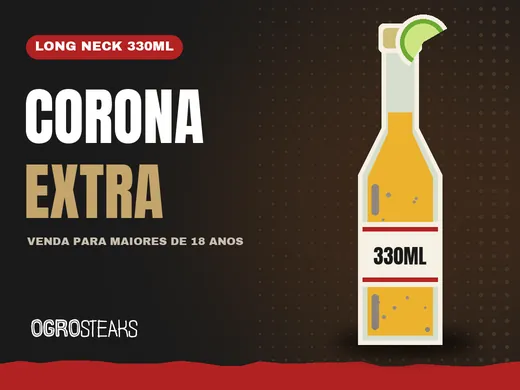 LONG NECK 330ML
CORONA
EXTRA
VENDA PARA MAIORES DE 18 ANOS
330ML
OGROSTEAKS